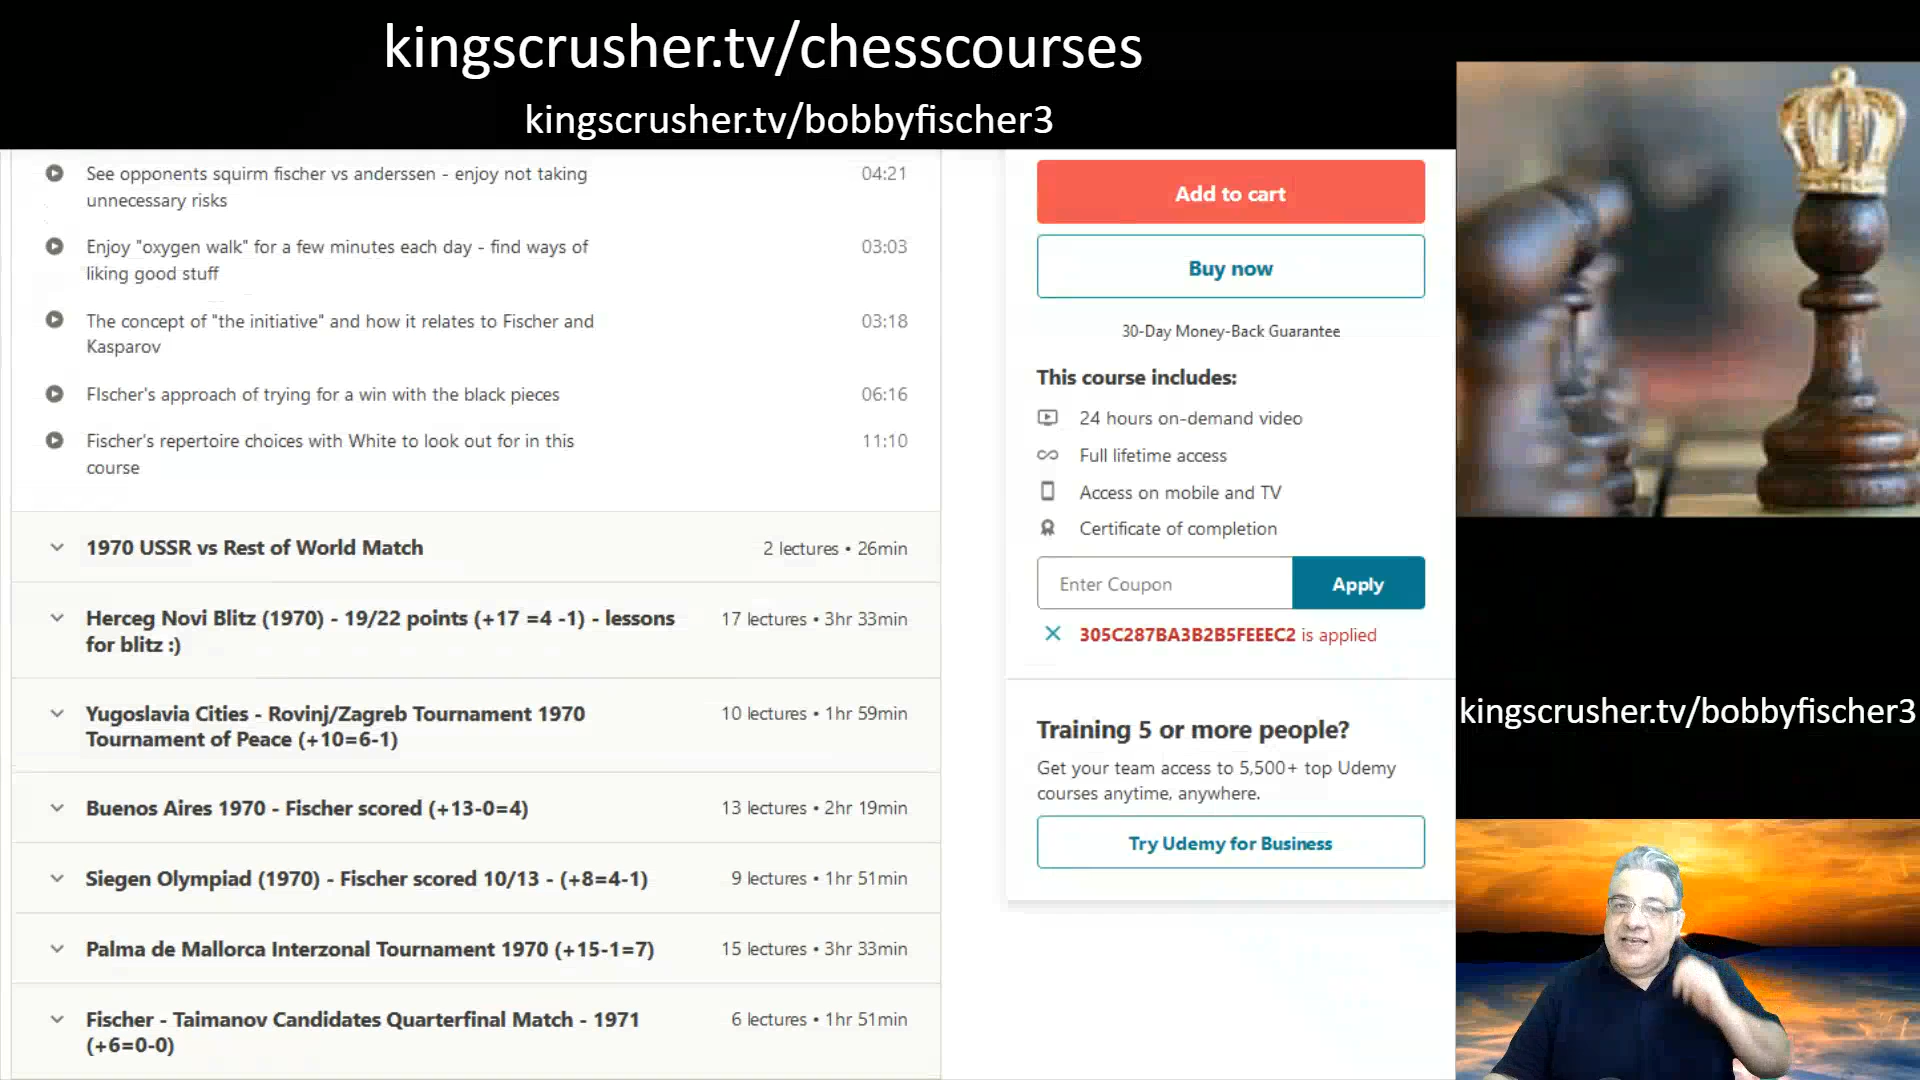 kingscrusher.tv/chesscourses
kingscrusher.tv/bobbyfischer3
See opponents squirm fischer vs anderssen - enjoy not taking
unnecessary risks
04:21
Enjoy "oxygen walk" for a few minutes each day - find ways of
liking good stuff
03:03
The concept of "the initiative" and how it relates to Fischer and
Kasparov
03:18
FIscher's approach of trying for a win with the black pieces
06:16
Fischer's repertoire choices with White to look out for in this
course
11:10
1970 USSR vs Rest of World Match
2 lectures • 26min
Herceg Novi Blitz (1970) - 19/22 points (+17 =4 -1) - lessons
for blitz :)
17 lectures • 3hr 33min
Yugoslavia Cities - Rovinj/Zagreb Tournament 1970
Tournament of Peace (+10=6-1)
10 lectures • 1hr 59min
Buenos Aires 1970 - Fischer scored (+13-0=4)
13 lectures • 2hr 19min
Siegen Olympiad (1970) - Fischer scored 10/13 - (+8=4-1)
9 lectures • 1hr 51min
Palma de Mallorca Interzonal Tournament 1970 (+15-1=7)
15 lectures • 3hr 33min
Fischer - Taimanov Candidates Quarterfinal Match - 1971
(+6=0-0)
6 lectures • 1hr 51min
Add to cart
Buy now
30-Day Money-Back Guarantee
This course includes:
24 hours on-demand video
Full lifetime access
Access on mobile and TV
Certificate of completion
Enter Coupon
Apply
305C287BA3B2B5FEEEC2 is applied
Training 5 or more people?
Get your team access to 5,500+ top Udemy
courses anytime, anywhere.
Try Udemy for Business
kingscrusher.tv/bobbyfischer3